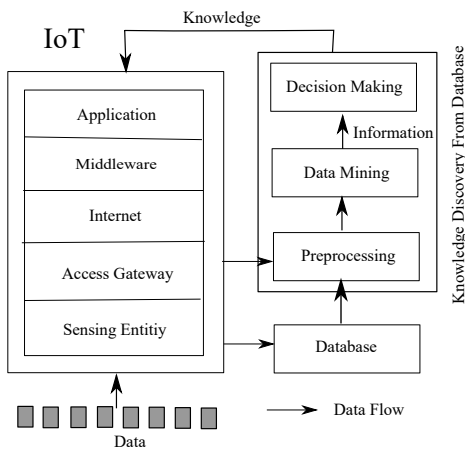 Knowledge
IoT
Application
Middleware
Internet
Access Gateway
Sensing Entitiy
Data
Decision Making
Information
Data Mining
Preprocessing
Database
Data Flow
Knowledge Discovery From Database